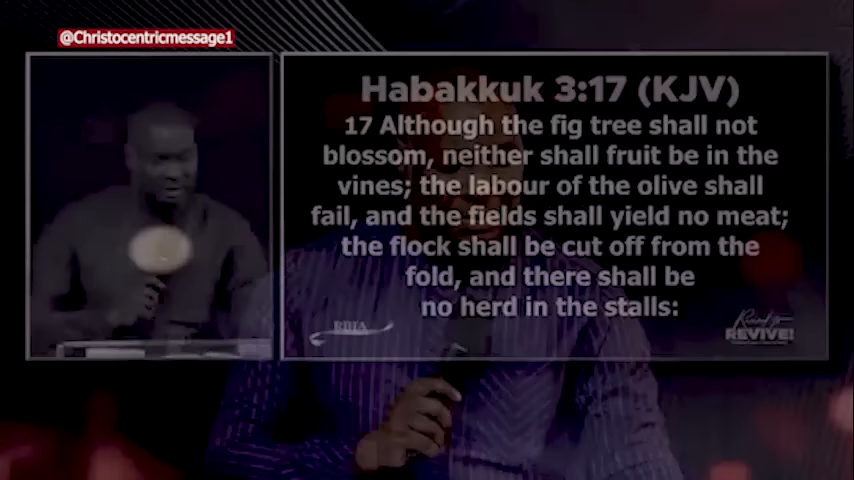 @Christocentricmessage1
Habakkuk 3:17 (KJV)
17 Although the fig tree shall not
blossom, neither shall fruit be in the
vines; the labour of the olive shall
fail, and the fields shall yield no meat;
the flock shall be cut off from the
fold, and there shall be
no herd in the stalls:
REVIVE!